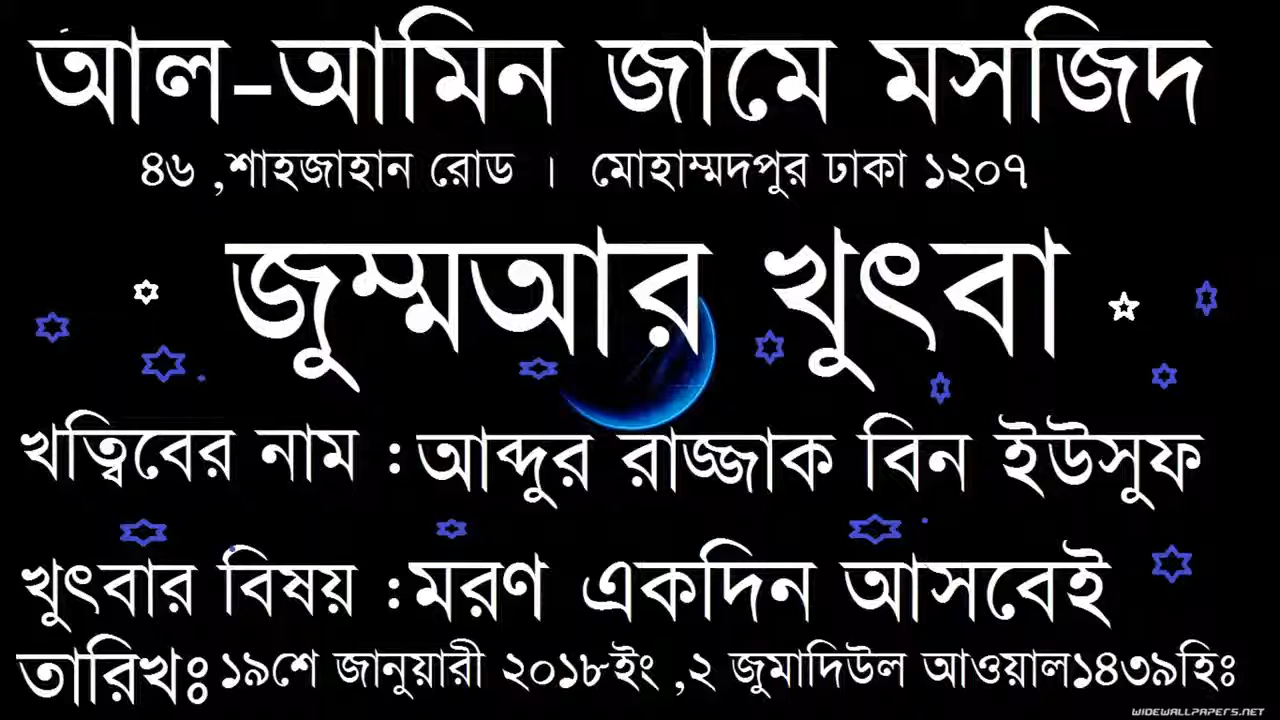 আল-আমিন জামে মসজিদ
৪৬ ,শাহজাহান রোড । মোহাম্মদপুর ঢাকা ১২০৭
জুম্মআর খুৎবা
খত্বিবের নাম :আব্দুর রাজ্জাক বিন ইউসুফ
খুৎবার বিষয় :মরণ একদিন আসবেই
তারিখঃ১৯শে জানুয়ারী ২০১৮ইং ,২ জুমাদিউল আওয়াল১৪৩৯হিঃ
WIDEWALLPAPERS.NET